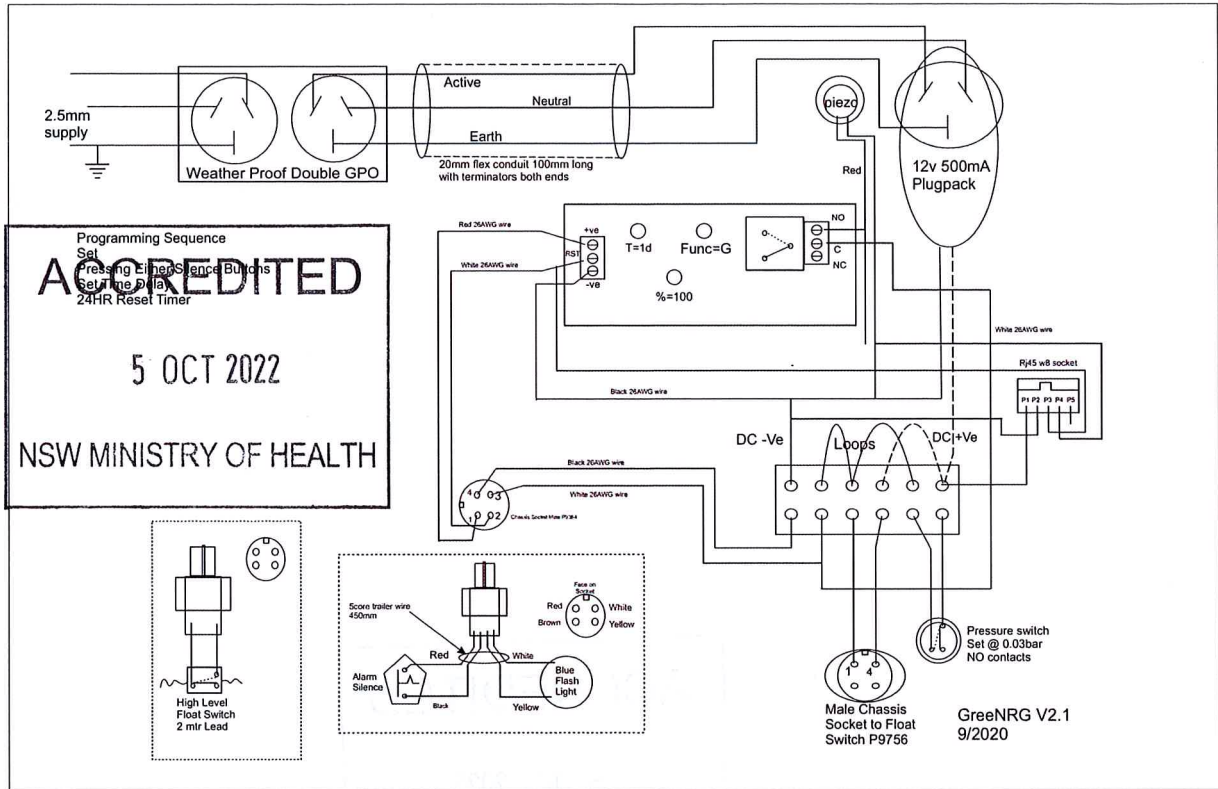 2.5mm
supply
Weather Proof Double GPO
Active
Neutral
Earth
20mm flex conduit 100mm long
with terminators both ends
piezo
Red
12v 500mA
Plugpack
Programming Sequence
Set
Pressing Either Silence Buttons
Set Time Delay
24HR Reset Timer
ACCREDITED
5 OCT 2022
NSW MINISTRY OF HEALTH
Red 26AWG wire
White 26AWG wire
+ve
RST
-ve
T=1d
Func=G
%=100
NO
C
NC
White 26AWG wire
Rj45 w8 socket
P1 P2 P3 P4 P5
Black 26AWG wire
DC -Ve
Loops
DC +Ve
Black 26AWG wire
White 26AWG wire
4 3
1 2
Chassis Socket Male P9364
High Level
Float Switch
2 mtr Lead
5core trailer wire
450mm
Face on
Socket
Red
White
Brown
Yellow
Red
White
Alarm
Silence
Black
Yellow
Blue
Flash
Light
1 4
Male Chassis
Socket to Float
Switch P9756
Pressure switch
Set @ 0.03bar
NO contacts
GreeNRG V2.1
9/2020